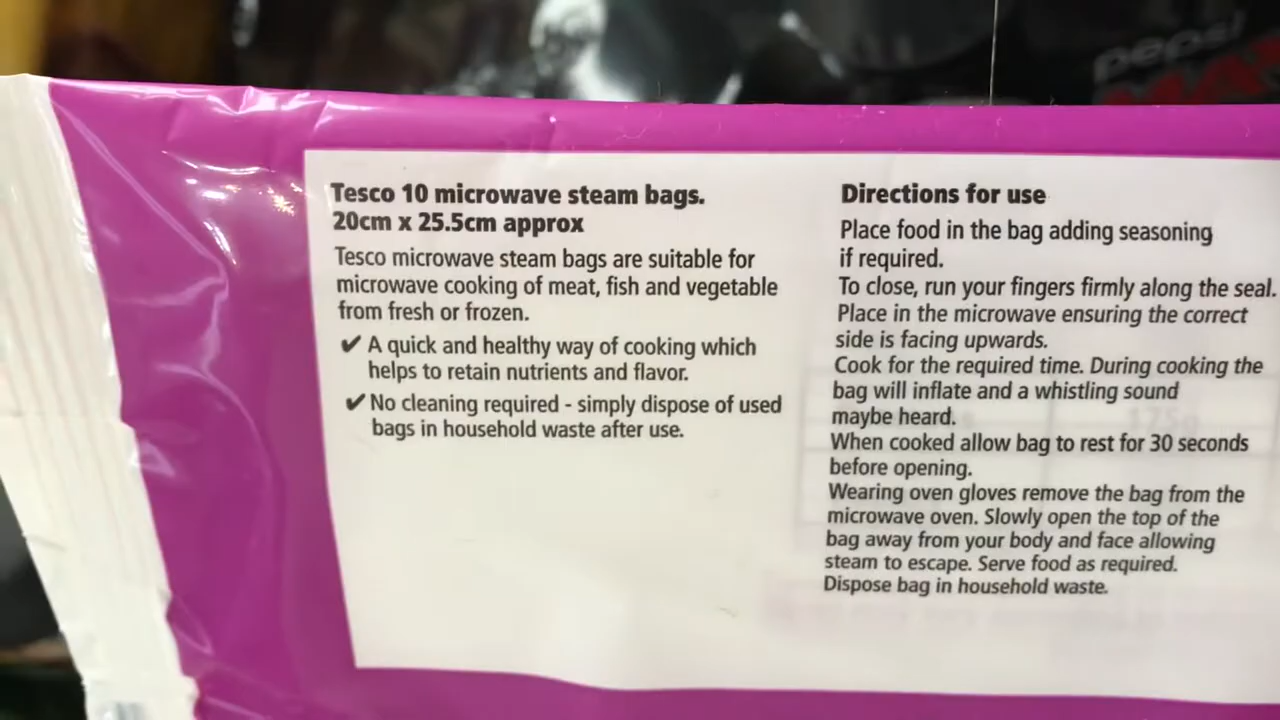 pepsi
MAX
Tesco 10 microwave steam bags.
20cm x 25.5cm approx
Tesco microwave steam bags are suitable for
microwave cooking of meat, fish and vegetable
from fresh or frozen.
✔ A quick and healthy way of cooking which
helps to retain nutrients and flavor.
✔ No cleaning required - simply dispose of used
bags in household waste after use.
Directions for use
Place food in the bag adding seasoning
if required.
To close, run your fingers firmly along the seal.
Place in the microwave ensuring the correct
side is facing upwards.
Cook for the required time. During cooking the
bag will inflate and a whistling sound
maybe heard.
When cooked allow bag to rest for 30 seconds
before opening.
Wearing oven gloves remove the bag from the
microwave oven. Slowly open the top of the
bag away from your body and face allowing
steam to escape. Serve food as required.
Dispose bag in household waste.
175g